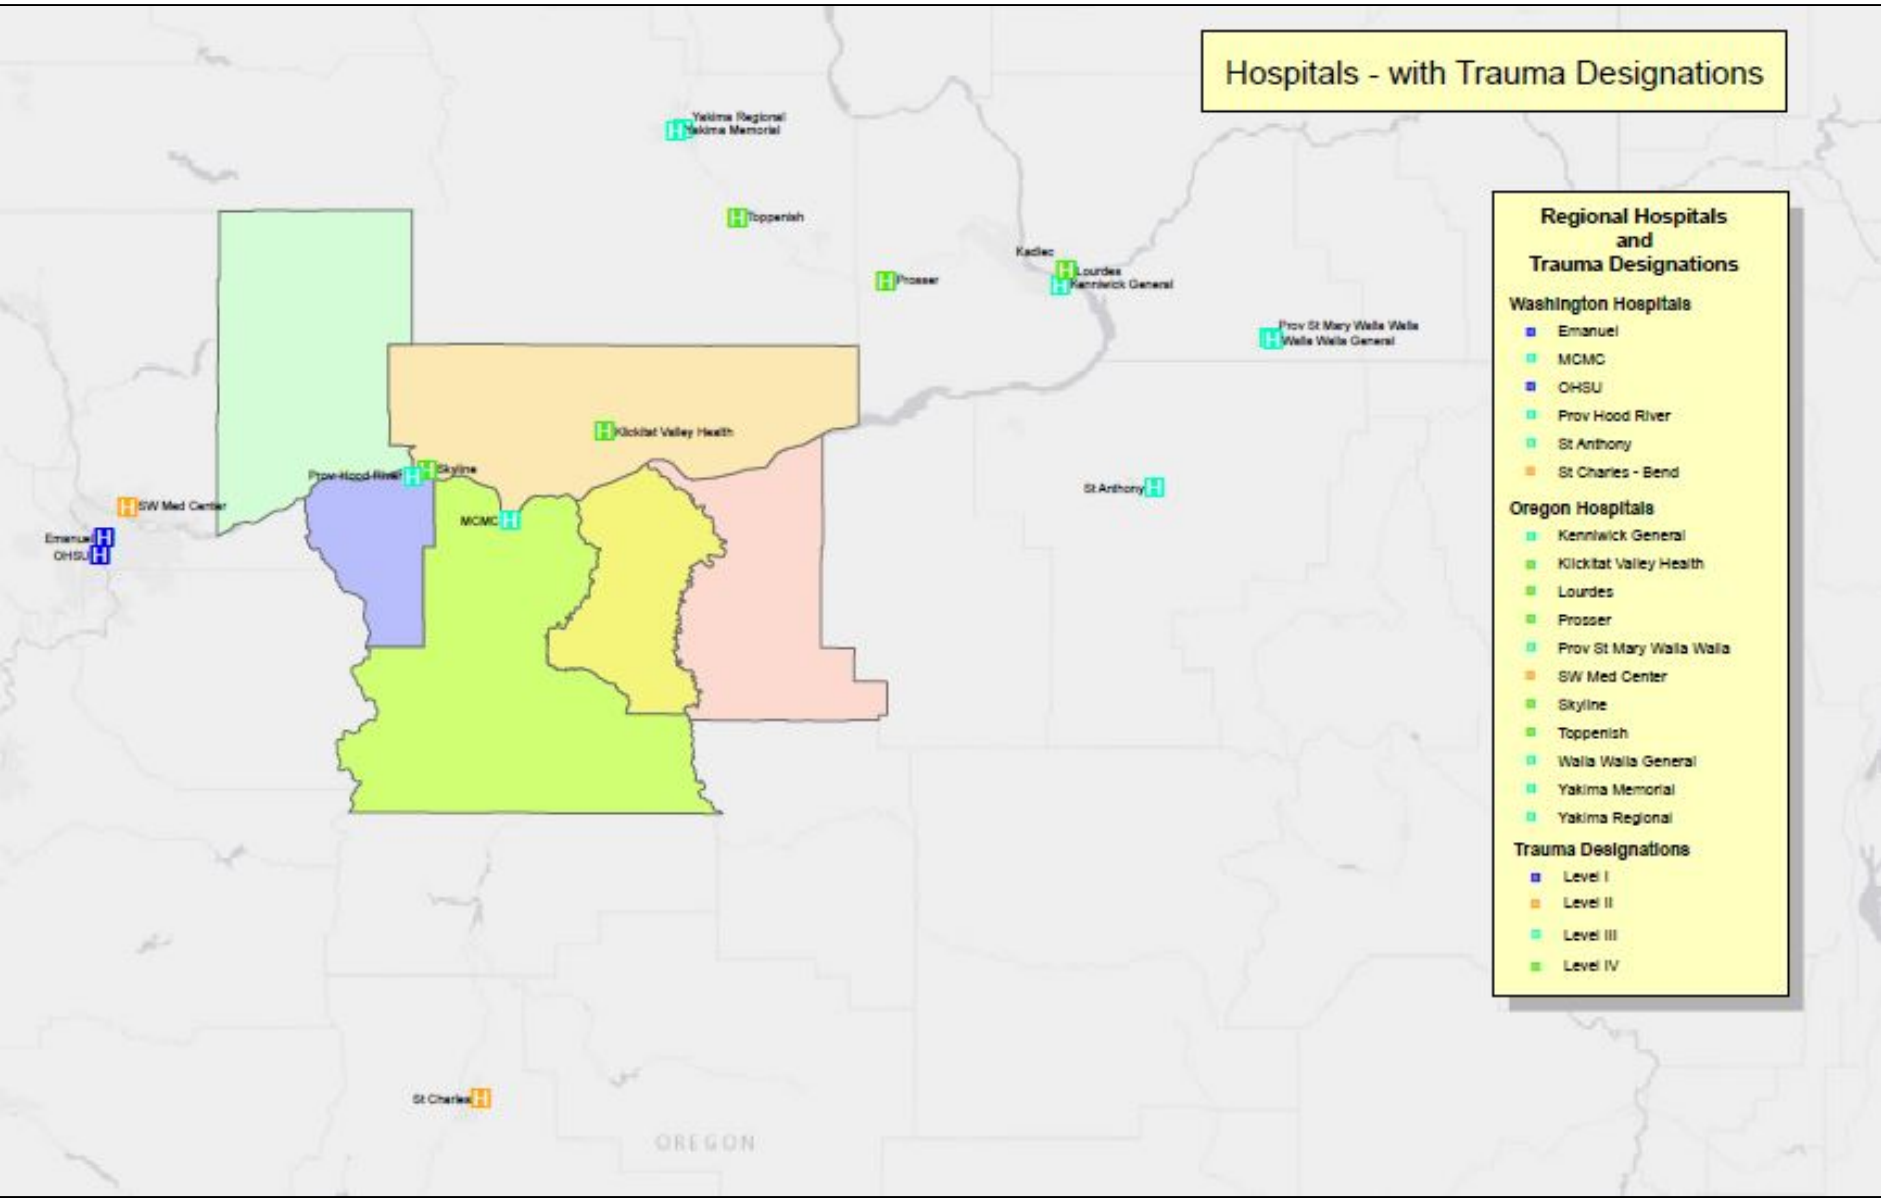 Hospitals - with Trauma Designations
Yakima Regional
Yakima Memorial
Toppenish
Kadlec
Lourdes
Kenniwick General
Prosser
Prov St Mary Walla Walla
Walla Walla General
Klickitat Valley Health
Skyline
Prov Hood River
SW Med Center
MCMC
St Anthony
Emanuel
OHSU
St Charles
OREGON
Regional Hospitals
and
Trauma Designations
Washington Hospitals
Emanuel
MCMC
OHSU
Prov Hood River
St Anthony
St Charles - Bend
Oregon Hospitals
Kenniwick General
Klickitat Valley Health
Lourdes
Prosser
Prov St Mary Walla Walla
SW Med Center
Skyline
Toppenish
Walla Walla General
Yakima Memorial
Yakima Regional
Trauma Designations
Level I
Level II
Level III
Level IV